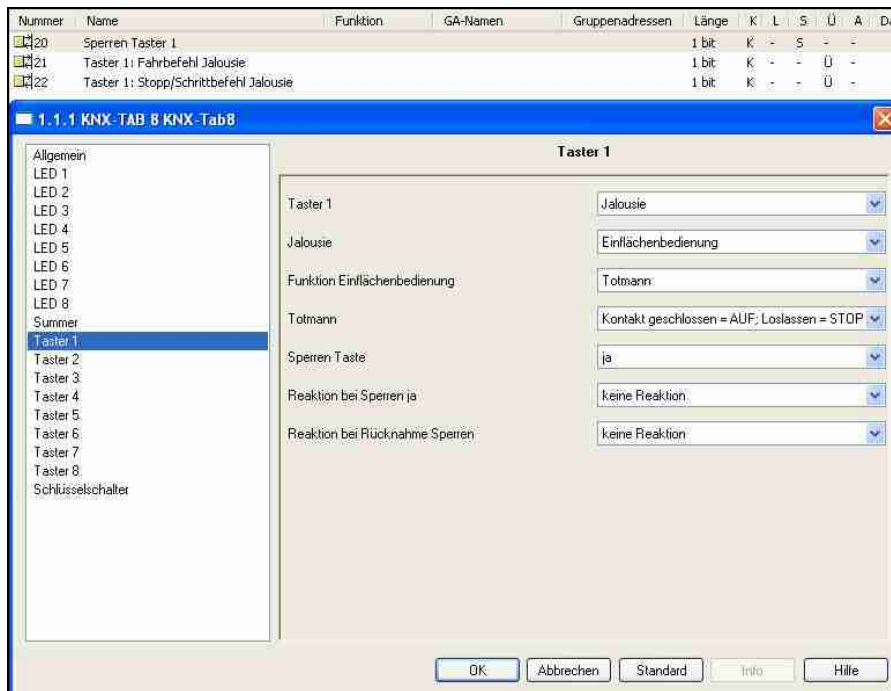 Nummer Name Funktion GA-Namen Gruppenadressen Länge K L S Ü A
20 Sperren Taster 1 1 bit K - S - -
21 Taster 1: Fahrbefehl Jalousie 1 bit K - - Ü -
22 Taster 1: Stopp/Schrittbefehl Jalousie 1 bit K - - Ü -
1.1.1 KNX-TAB 8 KNX-Tab8
Allgemein
LED 1
LED 2
LED 3
LED 4
LED 5
LED 6
LED 7
LED 8
Summer
Taster 1
Taster 2
Taster 3
Taster 4
Taster 5
Taster 6
Taster 7
Taster 8
Schlüsselschalter
Taster 1
Taster 1 Jalousie
Jalousie Einflächenbedienung
Funktion Einflächenbedienung Totmann
Totmann Kontakt geschlossen = AUF; Loslassen = STOP
Sperren Taste ja
Reaktion bei Sperren ja keine Reaktion
Reaktion bei Rücknahme Sperren keine Reaktion
OK Abbrechen Standard Info Hilfe